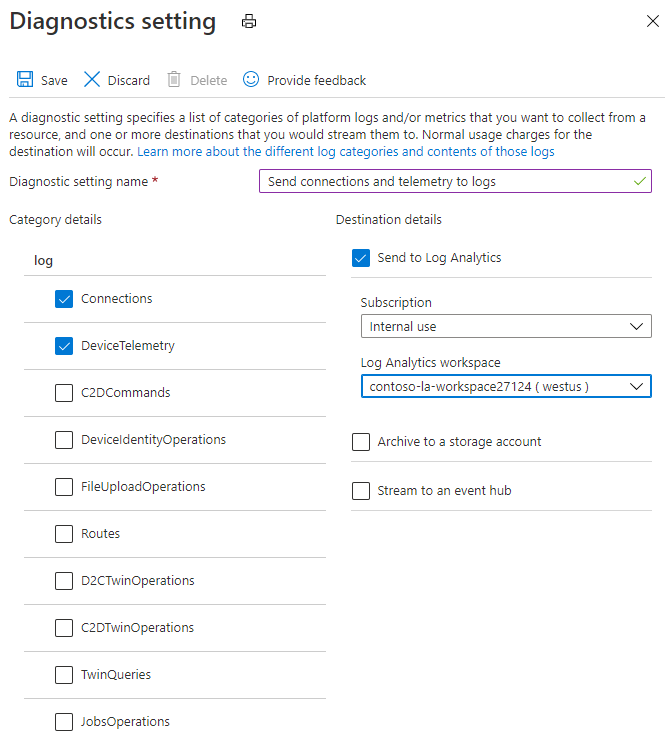 Diagnostics setting
Save Discard Delete Provide feedback
A diagnostic setting specifies a list of categories of platform logs and/or metrics that you want to collect from a
resource, and one or more destinations that you would stream them to. Normal usage charges for the
destination will occur. Learn more about the different log categories and contents of those logs
Diagnostic setting name * Send connections and telemetry to logs
Category details
log
Connections
DeviceTelemetry
C2DCommands
DeviceIdentityOperations
FileUploadOperations
Routes
D2CTwinOperations
C2DTwinOperations
TwinQueries
JobsOperations
Destination details
Send to Log Analytics
Subscription
Internal use
Log Analytics workspace
contoso-la-workspace27124 ( westus )
Archive to a storage account
Stream to an event hub